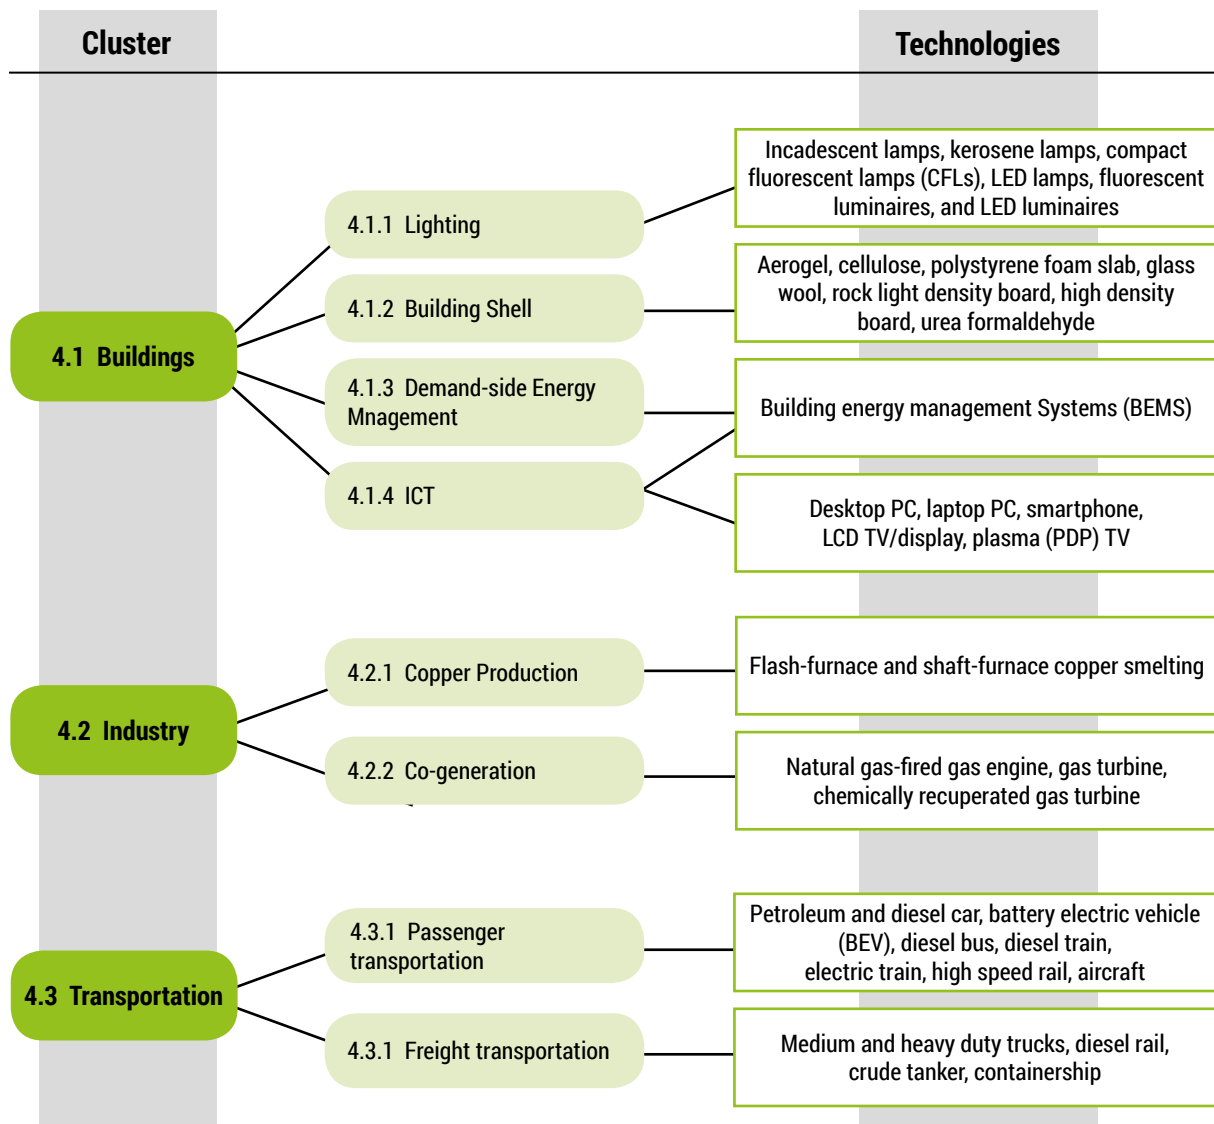 Cluster
Technologies
4.1 Buildings
4.1.1 Lighting
Incadescent lamps, kerosene lamps, compact
fluorescent lamps (CFLs), LED lamps, fluorescent
luminaires, and LED luminaires
4.1.2 Building Shell
Aerogel, cellulose, polystyrene foam slab, glass
wool, rock light density board, high density
board, urea formaldehyde
4.1.3 Demand-side Energy
Mnagement
Building energy management Systems (BEMS)
4.1.4 ICT
Desktop PC, laptop PC, smartphone,
LCD TV/display, plasma (PDP) TV
4.2 Industry
4.2.1 Copper Production
Flash-furnace and shaft-furnace copper smelting
4.2.2 Co-generation
Natural gas-fired gas engine, gas turbine,
chemically recuperated gas turbine
4.3 Transportation
4.3.1 Passenger
transportation
Petroleum and diesel car, battery electric vehicle
(BEV), diesel bus, diesel train,
electric train, high speed rail, aircraft
4.3.1 Freight transportation
Medium and heavy duty trucks, diesel rail,
crude tanker, containership